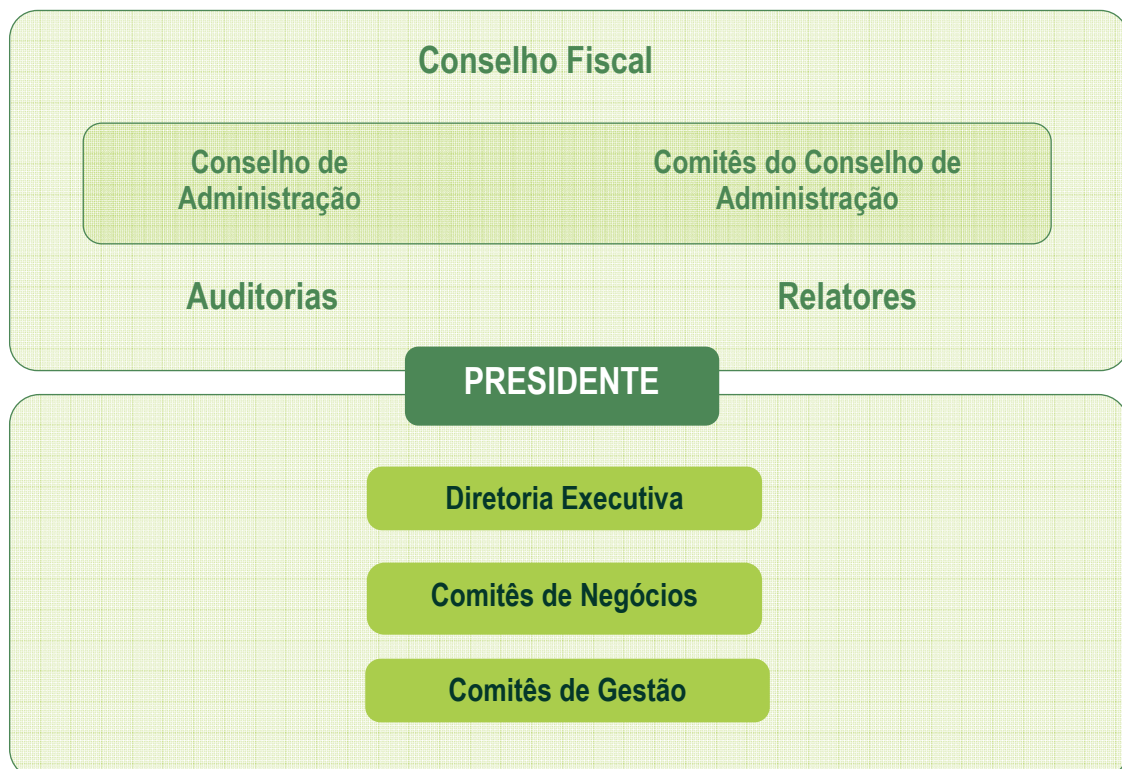 Conselho Fiscal
Conselho de
Administração
Comitês do Conselho de
Administração
Auditorias
Relatores
PRESIDENTE
Diretoria Executiva
Comitês de Negócios
Comitês de Gestão